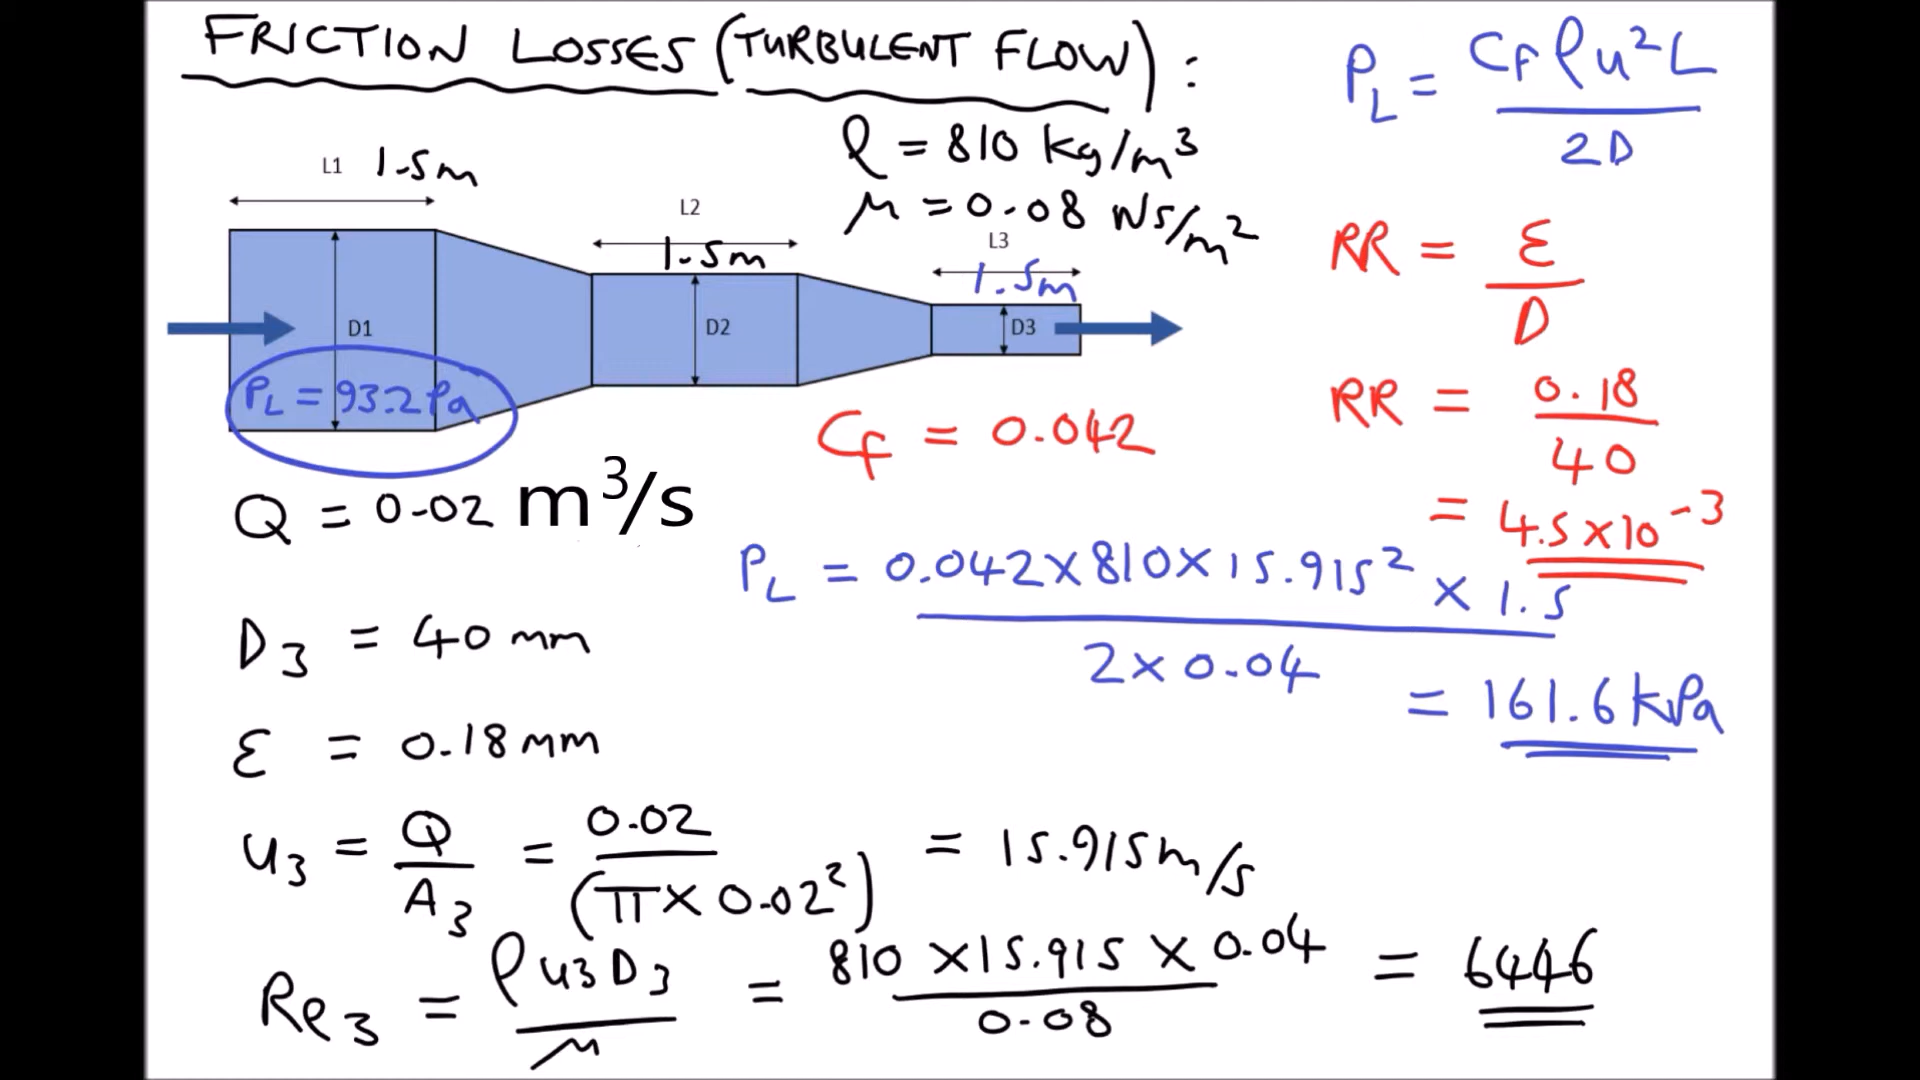 FRICTION LOSSES (TURBULENT FLOW) :
P_L = C_f ρ u² L / 2D
ρ = 810 kg/m³
μ = 0.08 Ns/m²
L1 1.5m
L2
1.5m
L3
1.5m
D1
D2
D3
P_L = 93.2 Pa
RR = ε / D
RR = 0.18 / 40
= 4.5 × 10⁻³
C_f = 0.042
Q = 0.02 m³/s
P_L = 0.042 × 810 × 15.915² × 1.5 / 2 × 0.04
= 161.6 kPa
D₃ = 40 mm
ε = 0.18 mm
u₃ = Q / A₃ = 0.02 / (π × 0.02²) = 15.915 m/s
Re₃ = ρ u₃ D₃ / μ = 810 × 15.915 × 0.04 / 0.08 = 6446